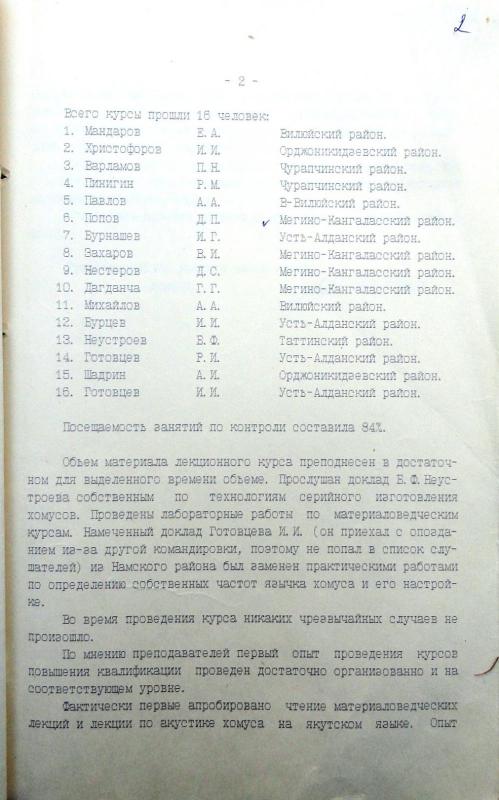 2
- 2 -
Всего курсы прошли 16 человек:
1. Мандаров Е.А. Вилюйский район.
2. Христофоров И.И. Орджоникидзевский район.
3. Варламов П.Н. Чурапчинский район.
4. Пинигин Р.М. Чурапчинский район.
5. Павлов А.А. В-Вилюйский район.
6. Попов Д.П. Мегино-Кангаласский район.
7. Бурнашев И.Г. Усть-Алданский район.
8. Захаров В.И. Мегино-Кангаласский район.
9. Нестеров Д.С. Мегино-Кангаласский район.
10. Дагданча Г.Г. Мегино-Кангаласский район.
11. Михайлов А.А. Вилюйский район.
12. Бурцев И.И. Усть-Алданский район.
13. Неустроев Б.Ф. Таттинский район.
14. Готовцев Р.И. Усть-Алданский район.
15. Шадрин А.И. Орджоникидзевский район.
16. Готовцев И.И. Усть-Алданский район.
Посещаемость занятий по контроли составила 84%.
Объем материала лекционного курса преподнесен в достаточ-
ном для выделенного времени объеме. Прослушан доклад Б.Ф.Неус-
троева собственным по технологиям серийного изготовления
хомусов. Проведены лабораторные работы по материаловедческим
курсам. Намеченный доклад Готовцева И.И. (он приехал с опозда-
нием из-за другой командировки, поэтому не попал в список слу-
шателей) из Намского района был заменен практическими работами
по определению собственных частот язычка хомуса и его настрой-
ке.
Во время проведения курса никаких чрезвычайных случаев не
произошло.
По мнению преподавателей первый опыт проведения курсов
повышения квалификации проведен достаточно организованно и на
соответствующем уровне.
Фактически первые апробировано чтение материаловедческих
лекций и лекции по акустике хомуса на якутском языке. Опыт